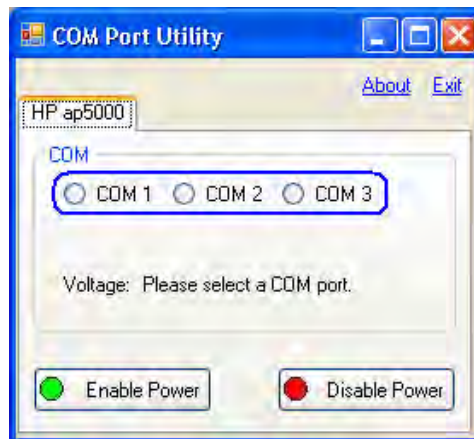 COM Port Utility
About Exit
HP ap5000
COM
COM 1 COM 2 COM 3
Voltage: Please select a COM port.
Enable Power Disable Power